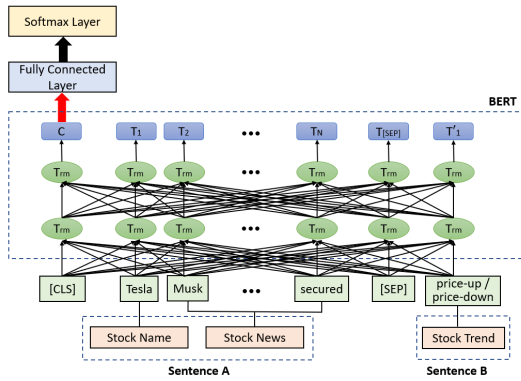 Softmax Layer
Fully Connected
Layer
BERT
C T1 T2 ••• TN T[SEP] T'1
Trm Trm Trm ••• Trm Trm Trm
Trm Trm Trm ••• Trm Trm Trm
[CLS] Tesla Musk ••• secured [SEP] price-up /
price-down
Stock Name Stock News Stock Trend
Sentence A Sentence B